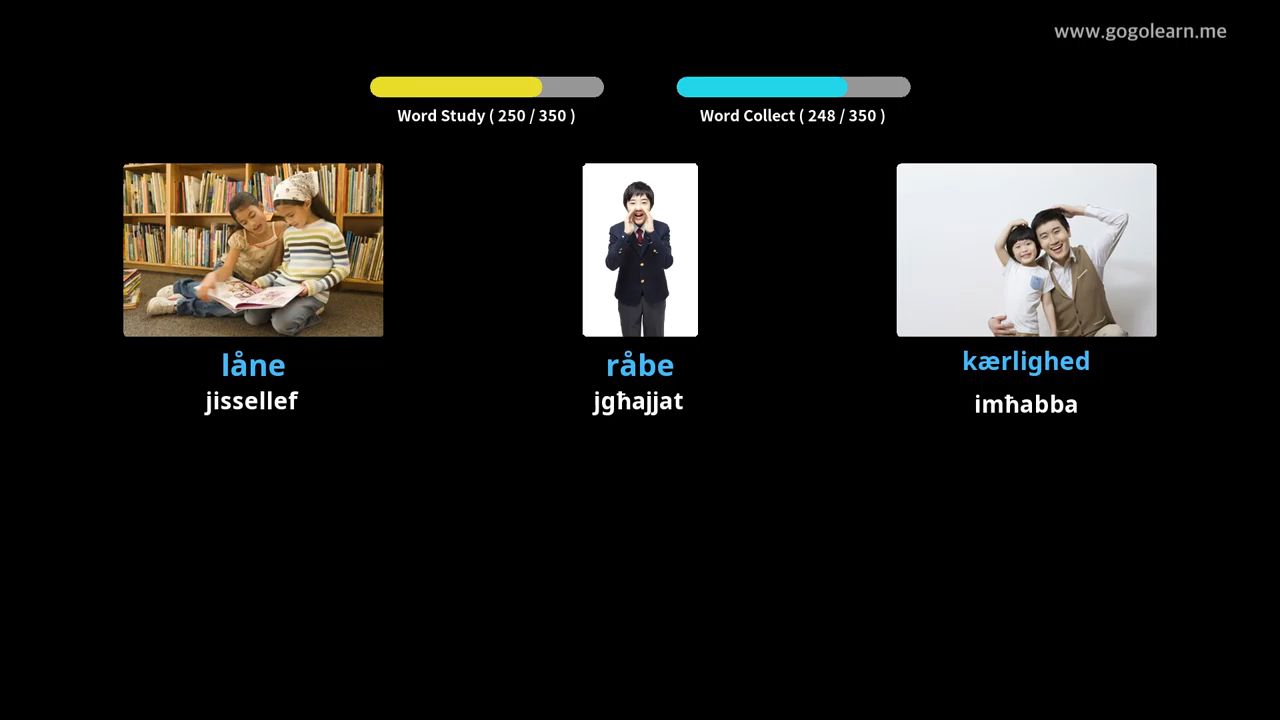 www.gogolearn.me
Word Study ( 250 / 350 )
Word Collect ( 248 / 350 )
låne
råbe
kærlighed
jissellef
jgħajjat
imħabba